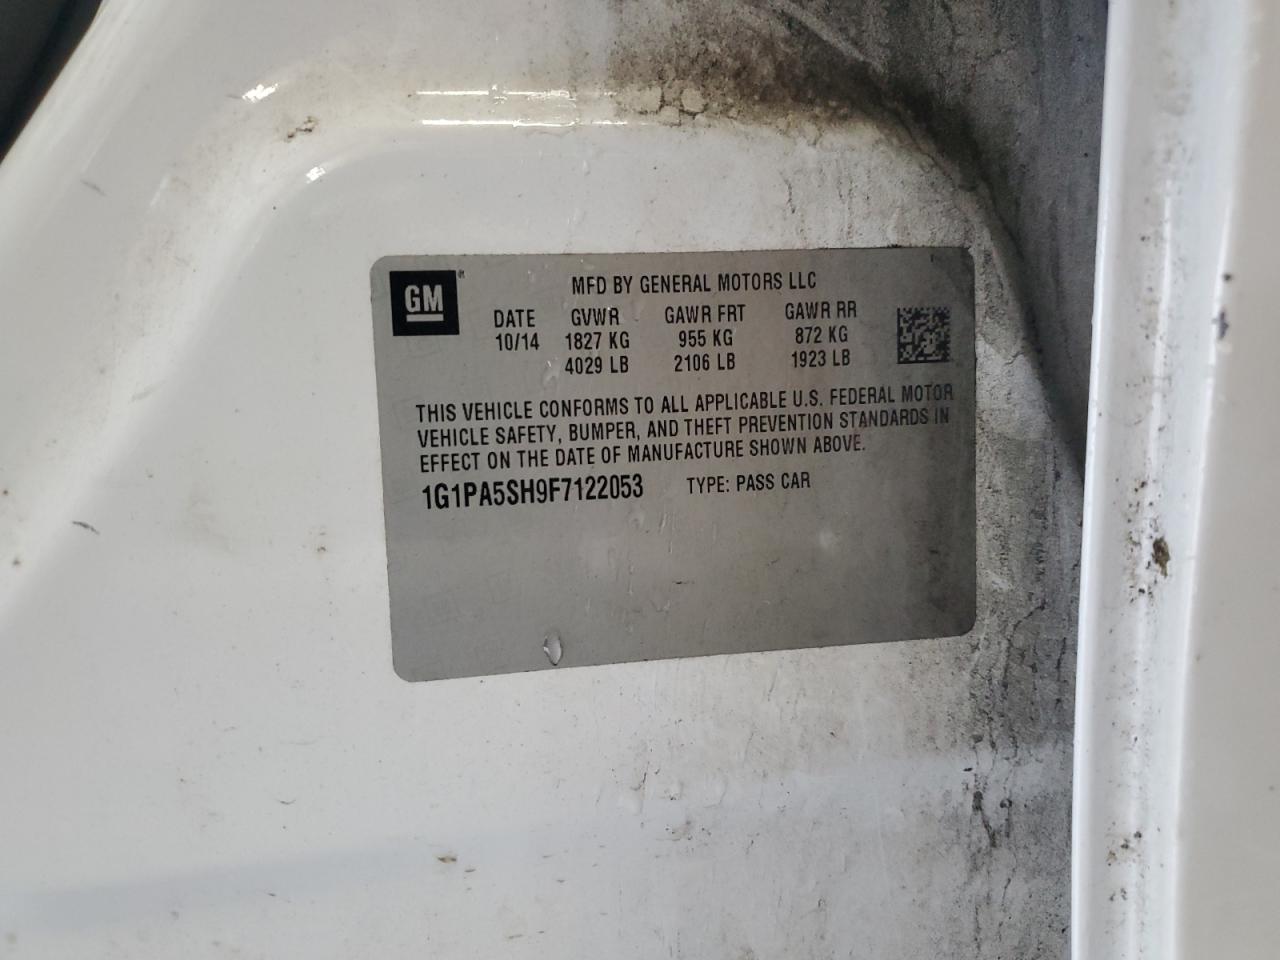 GM
MFD BY GENERAL MOTORS LLC
DATE GVWR GAWR FRT GAWR RR
10/14 1827 KG 955 KG 872 KG
4029 LB 2106 LB 1923 LB
THIS VEHICLE CONFORMS TO ALL APPLICABLE U.S. FEDERAL MOTOR
VEHICLE SAFETY, BUMPER, AND THEFT PREVENTION STANDARDS IN
EFFECT ON THE DATE OF MANUFACTURE SHOWN ABOVE.
1G1PA5SH9F7122053 TYPE: PASS CAR